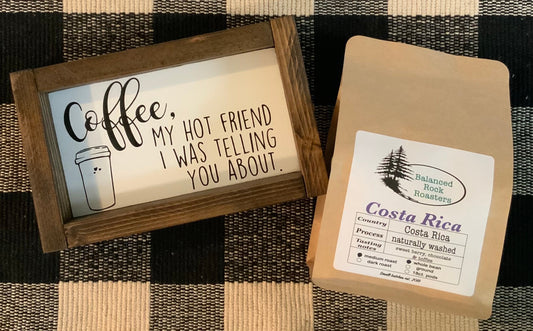 Coffee,
MY HOT FRIEND
I WAS TELLING
YOU ABOUT.
Balanced
Rock
Roasters
Costa Rica
Country Costa Rica
Process naturally washed
Tasting notes sweet berry, chocolate
& toffee
medium roast
dark roast
whole bean
ground